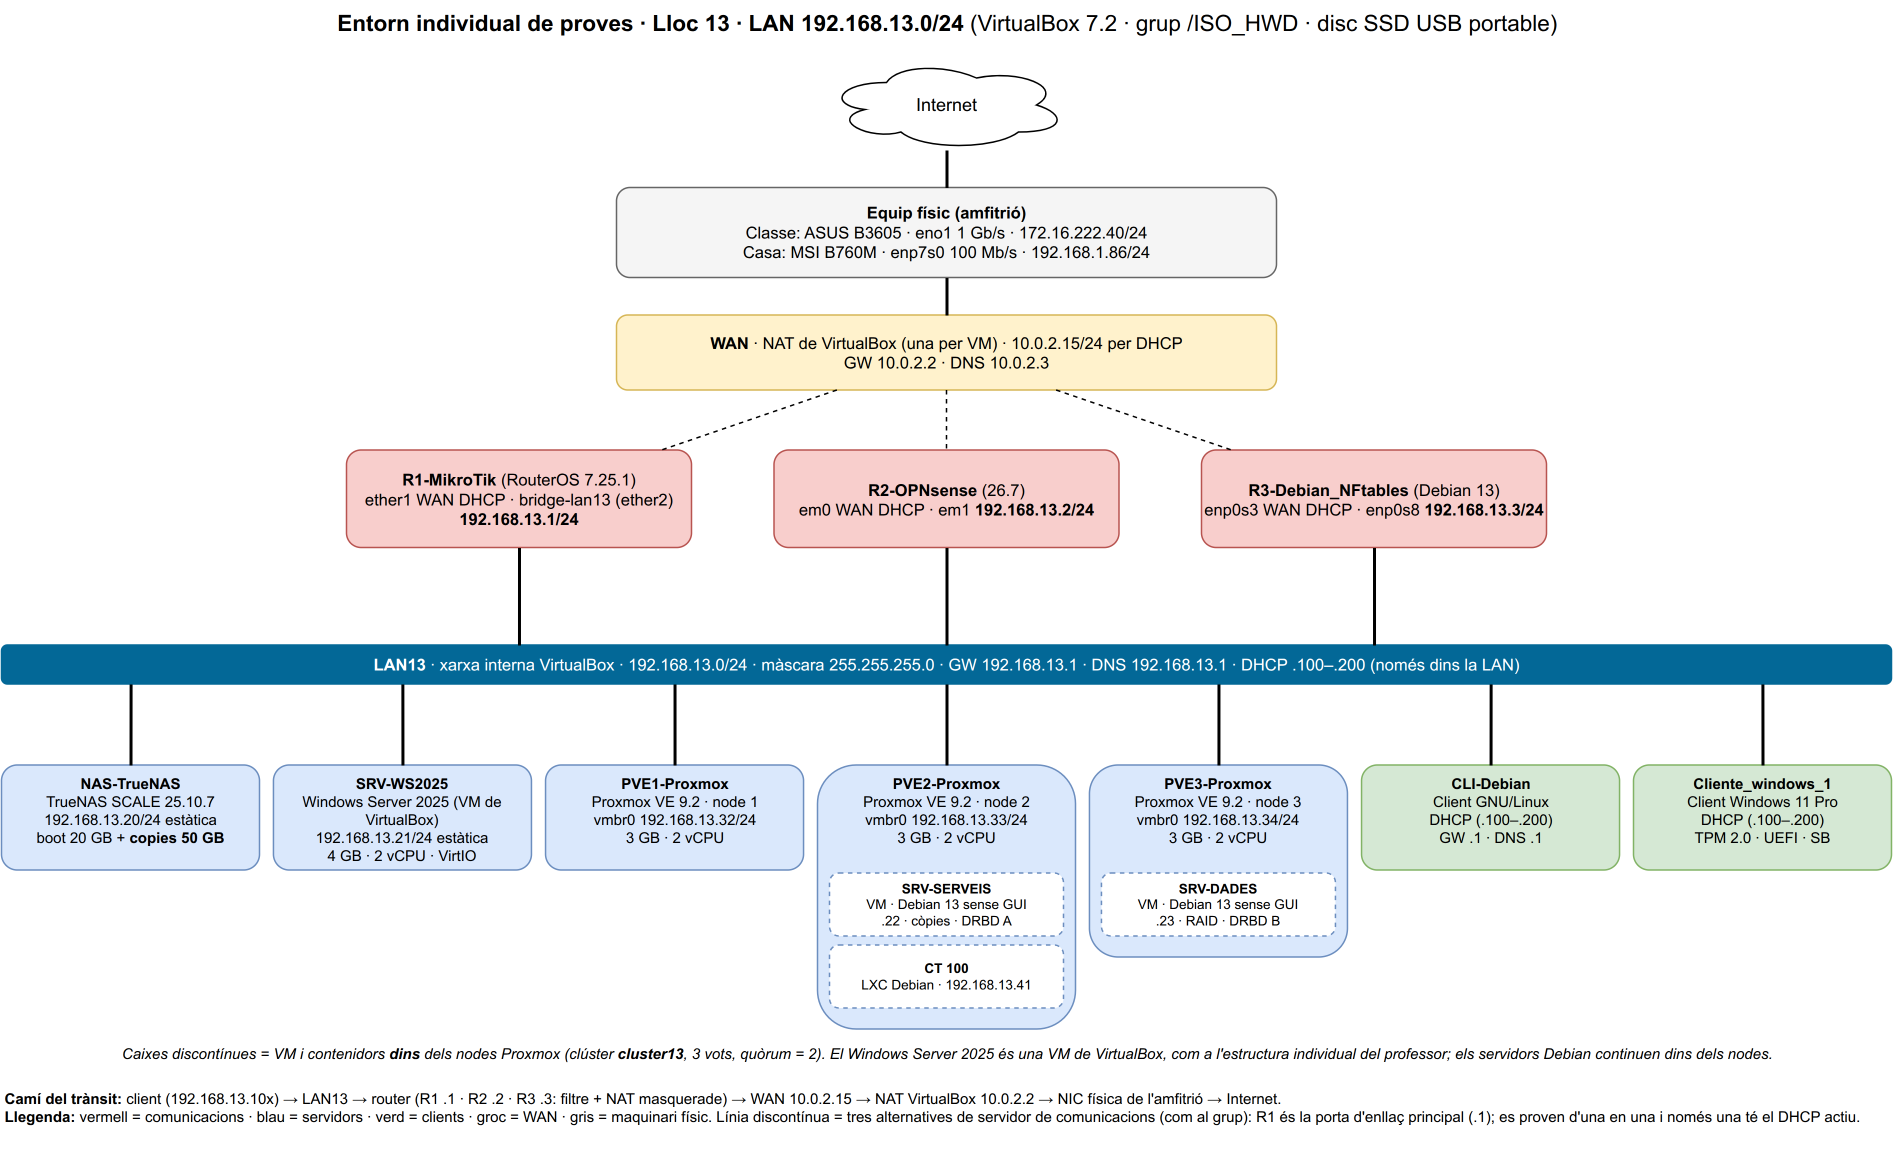 Entorn individual de proves · Lloc 13 · LAN 192.168.13.0/24 (VirtualBox 7.2 · grup /ISO_HWD · disc SSD USB portable)
Internet
Equip físic (amfitrió)
Classe: ASUS B3605 · eno1 1 Gb/s · 172.16.222.40/24
Casa: MSI B760M · enp7s0 100 Mb/s · 192.168.1.86/24
WAN · NAT de VirtualBox (una per VM) · 10.0.2.15/24 per DHCP
GW 10.0.2.2 · DNS 10.0.2.3
R1-MikroTik (RouterOS 7.25.1)
ether1 WAN DHCP · bridge-lan13 (ether2)
192.168.13.1/24
R2-OPNsense (26.7)
em0 WAN DHCP · em1 192.168.13.2/24
R3-Debian_NFtables (Debian 13)
enp0s3 WAN DHCP · enp0s8 192.168.13.3/24
LAN13 · xarxa interna VirtualBox · 192.168.13.0/24 · màscara 255.255.255.0 · GW 192.168.13.1 · DNS 192.168.13.1 · DHCP .100–.200 (només dins la LAN)
NAS-TrueNAS
TrueNAS SCALE 25.10.7
192.168.13.20/24 estàtica
boot 20 GB + copies 50 GB
SRV-WS2025
Windows Server 2025 (VM de
VirtualBox)
192.168.13.21/24 estàtica
4 GB · 2 vCPU · VirtIO
PVE1-Proxmox
Proxmox VE 9.2 · node 1
vmbr0 192.168.13.32/24
3 GB · 2 vCPU
PVE2-Proxmox
Proxmox VE 9.2 · node 2
vmbr0 192.168.13.33/24
3 GB · 2 vCPU
SRV-SERVEIS
VM · Debian 13 sense GUI
.22 · còpies · DRBD A
CT 100
LXC Debian · 192.168.13.41
PVE3-Proxmox
Proxmox VE 9.2 · node 3
vmbr0 192.168.13.34/24
3 GB · 2 vCPU
SRV-DADES
VM · Debian 13 sense GUI
.23 · RAID · DRBD B
CLI-Debian
Client GNU/Linux
DHCP (.100–.200)
GW .1 · DNS .1
Cliente_windows_1
Client Windows 11 Pro
DHCP (.100–.200)
TPM 2.0 · UEFI · SB
Caixes discontínues = VM i contenidors dins dels nodes Proxmox (clúster cluster13, 3 vots, quòrum = 2). El Windows Server 2025 és una VM de VirtualBox, com a l'estructura individual del professor; els servidors Debian continuen dins dels nodes.
Camí del trànsit: client (192.168.13.10x) → LAN13 → router (R1 .1 · R2 .2 · R3 .3: filtre + NAT masquerade) → WAN 10.0.2.15 → NAT VirtualBox 10.0.2.2 → NIC física de l'amfitrió → Internet.
Llegenda: vermell = comunicacions · blau = servidors · verd = clients · groc = WAN · gris = maquinari físic. Línia discontínua = tres alternatives de servidor de comunicacions (com al grup): R1 és la porta d'enllaç principal (.1); es proven d'una en una i només una té el DHCP actiu.